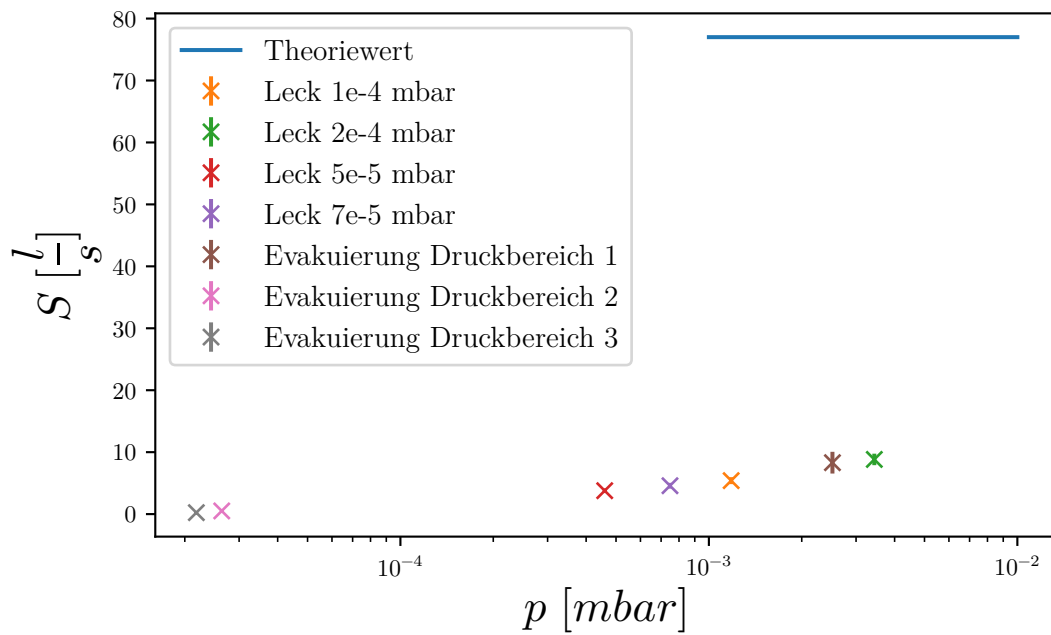 80
70
60
50
40
30
20
10
0
S [l/s]
Theoriewert
Leck 1e-4 mbar
Leck 2e-4 mbar
Leck 5e-5 mbar
Leck 7e-5 mbar
Evakuierung Druckbereich 1
Evakuierung Druckbereich 2
Evakuierung Druckbereich 3
10⁻⁴ 10⁻³ 10⁻²
p [mbar]